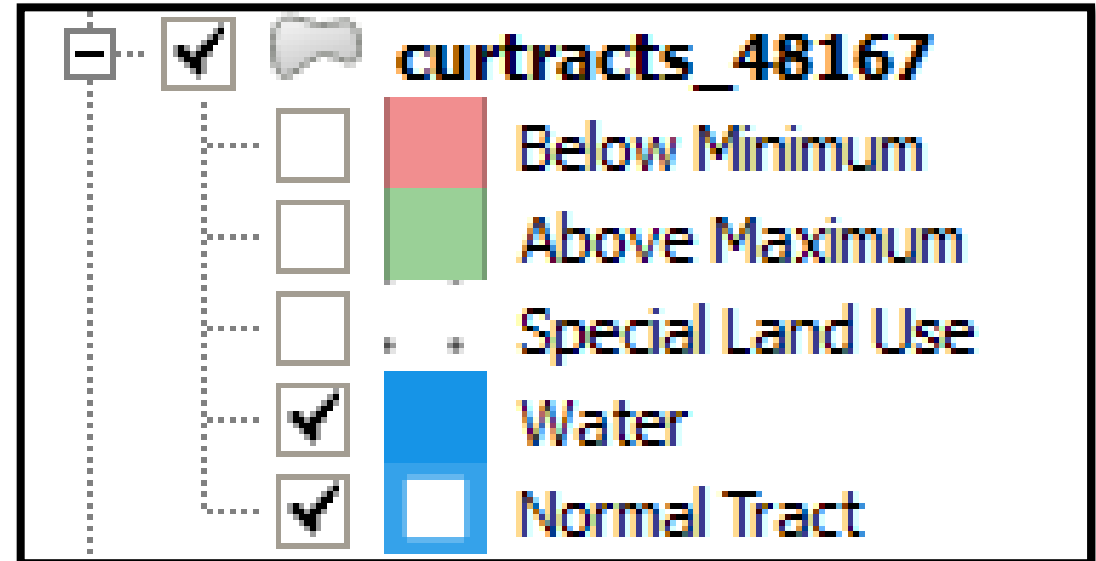 curtracts_48167
Below Minimum
Above Maximum
Special Land Use
Water
Normal Tract